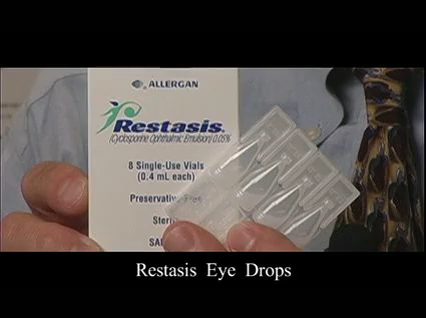 ALLERGAN
Restasis
(Cyclosporine Ophthalmic Emulsion) 0.05%
8 Single-Use Vials
(0.4 mL each)
Restasis Eye Drops